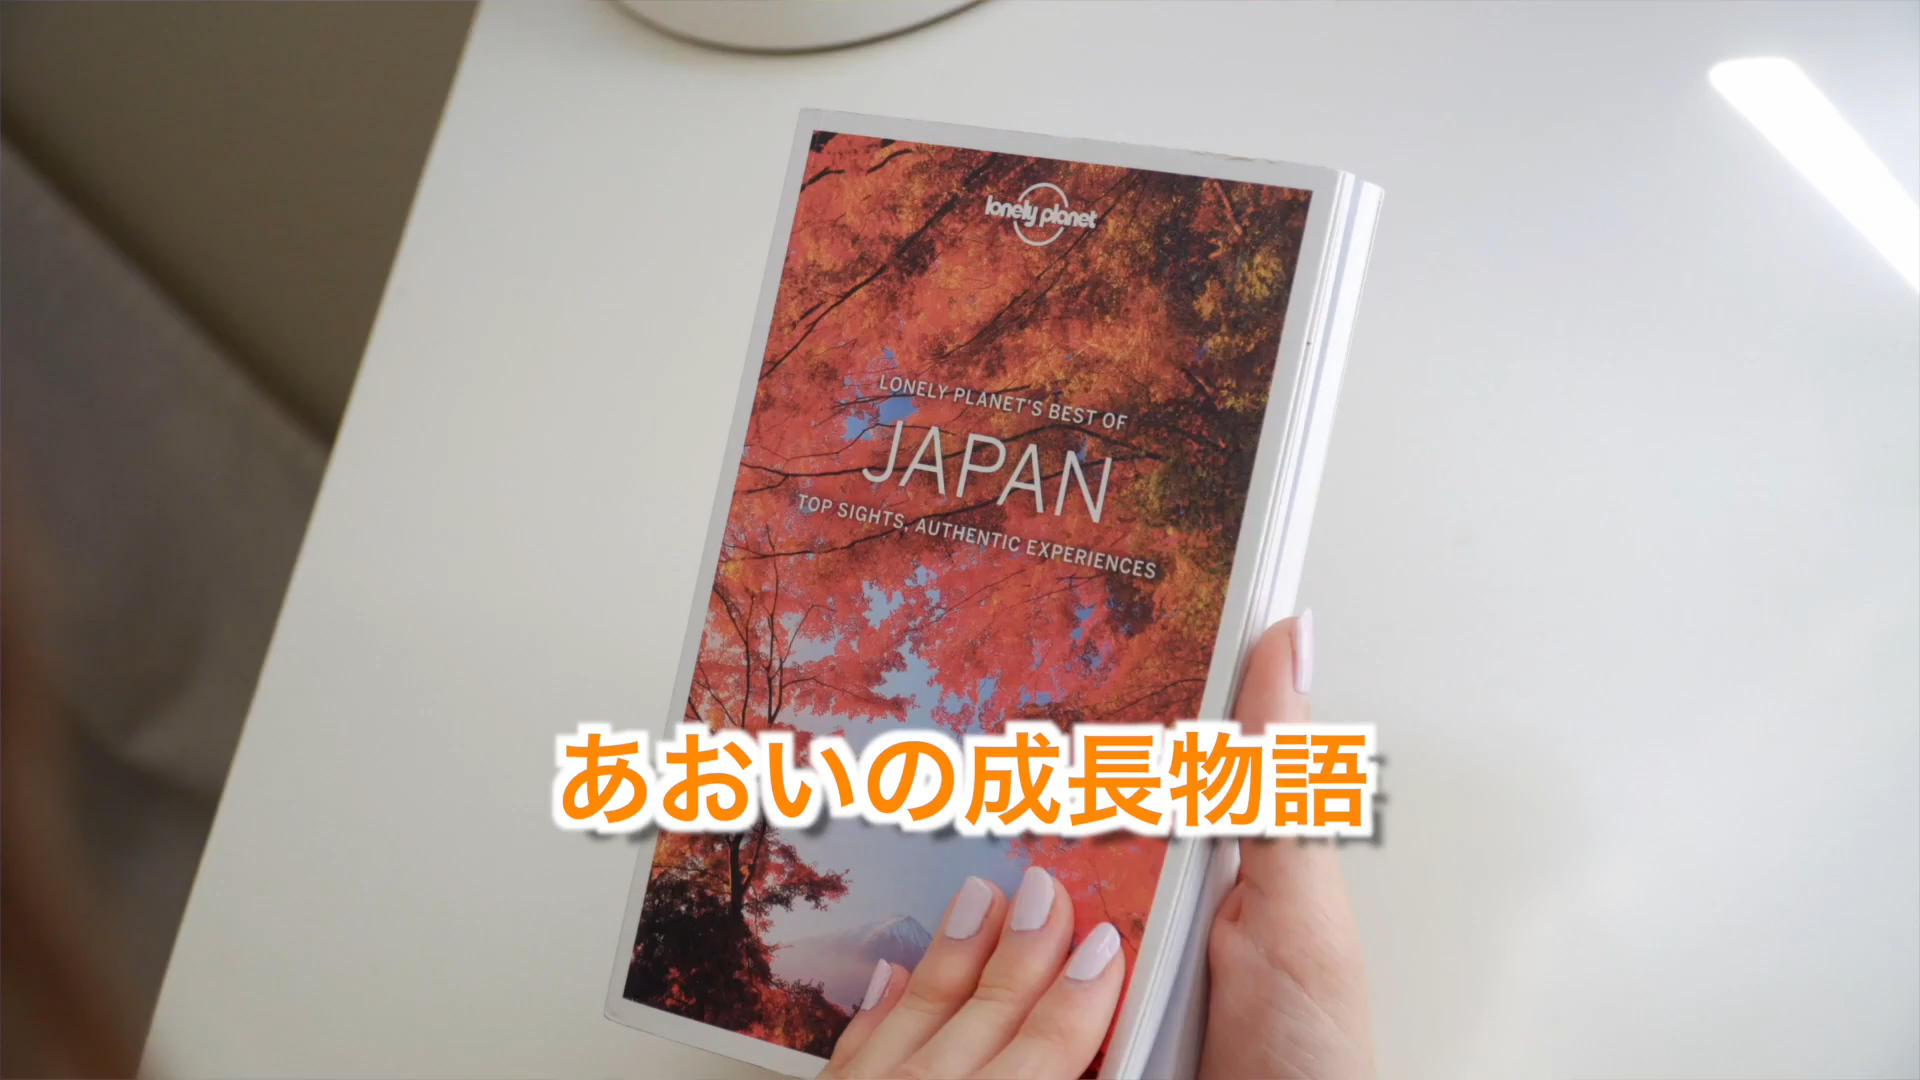 lonely planet
LONELY PLANET'S BEST OF
JAPAN
TOP SIGHTS, AUTHENTIC EXPERIENCES
あおいの成長物語